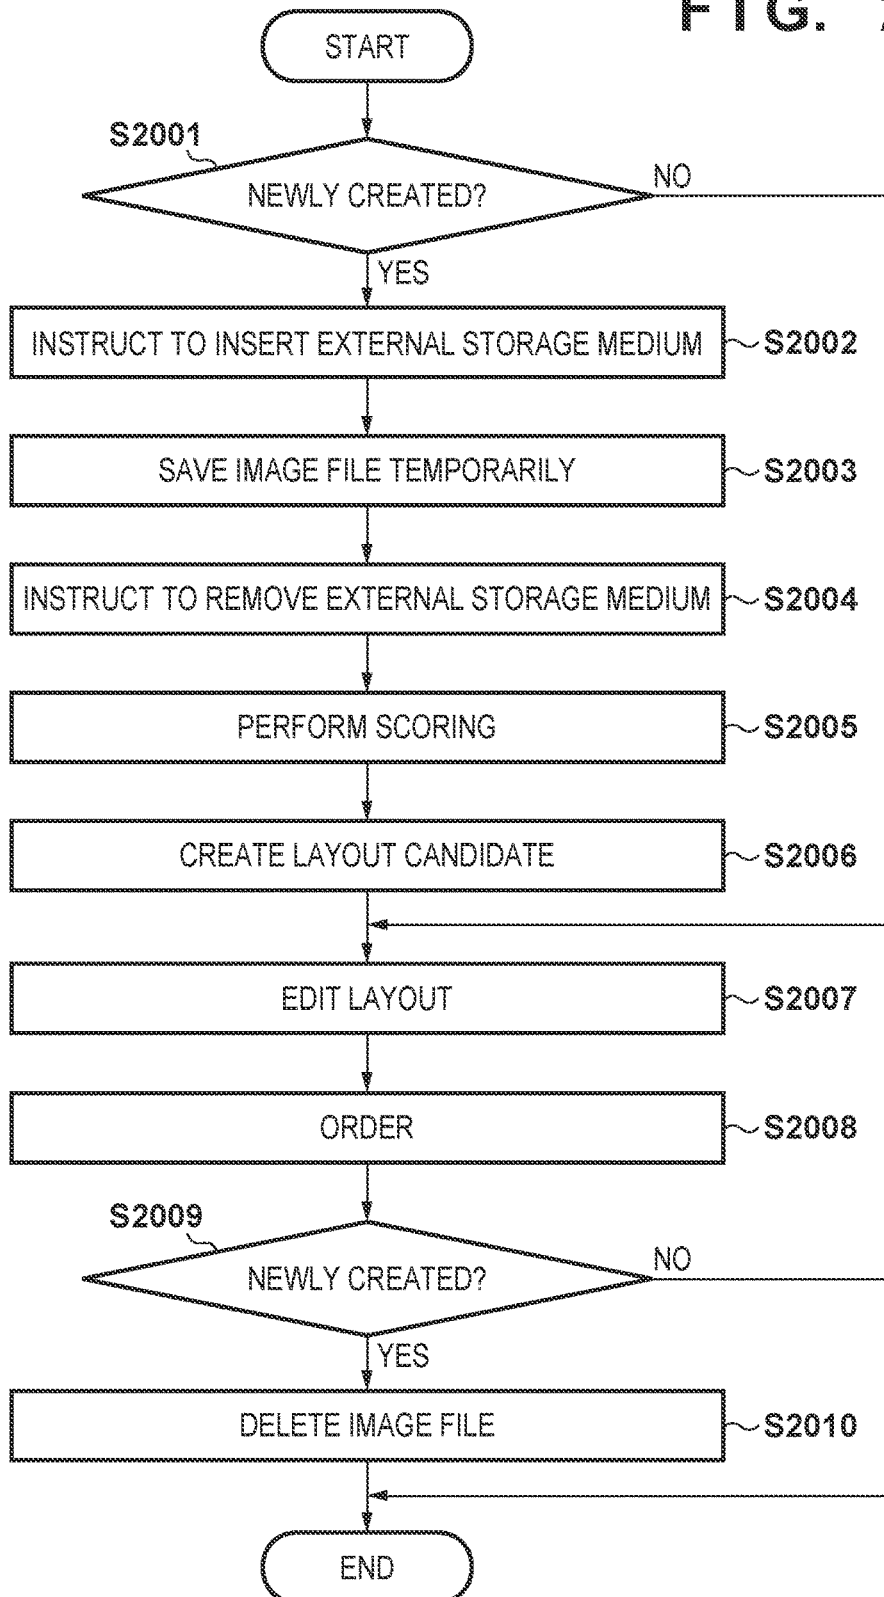 FIG.
START
S2001
NEWLY CREATED?
NO
YES
INSTRUCT TO INSERT EXTERNAL STORAGE MEDIUM
S2002
SAVE IMAGE FILE TEMPORARILY
S2003
INSTRUCT TO REMOVE EXTERNAL STORAGE MEDIUM
S2004
PERFORM SCORING
S2005
CREATE LAYOUT CANDIDATE
S2006
EDIT LAYOUT
S2007
ORDER
S2008
S2009
NEWLY CREATED?
NO
YES
DELETE IMAGE FILE
S2010
END